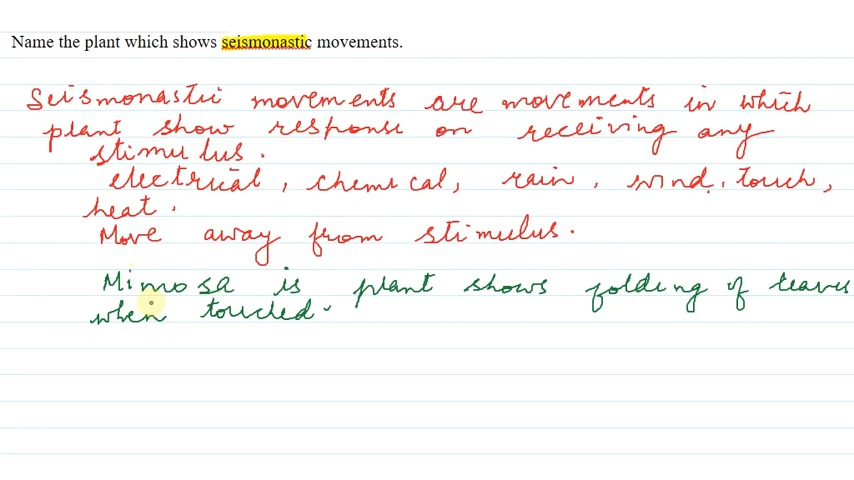 Name the plant which shows seismonastic movements.
Seismonastic movements are movements in which
plant show response on receiving any
stimulus.
electrical, chemical, rain, wind, touch,
heat.
Move away from stimulus.
Mimosa is plant shows folding of leaves
when touched.